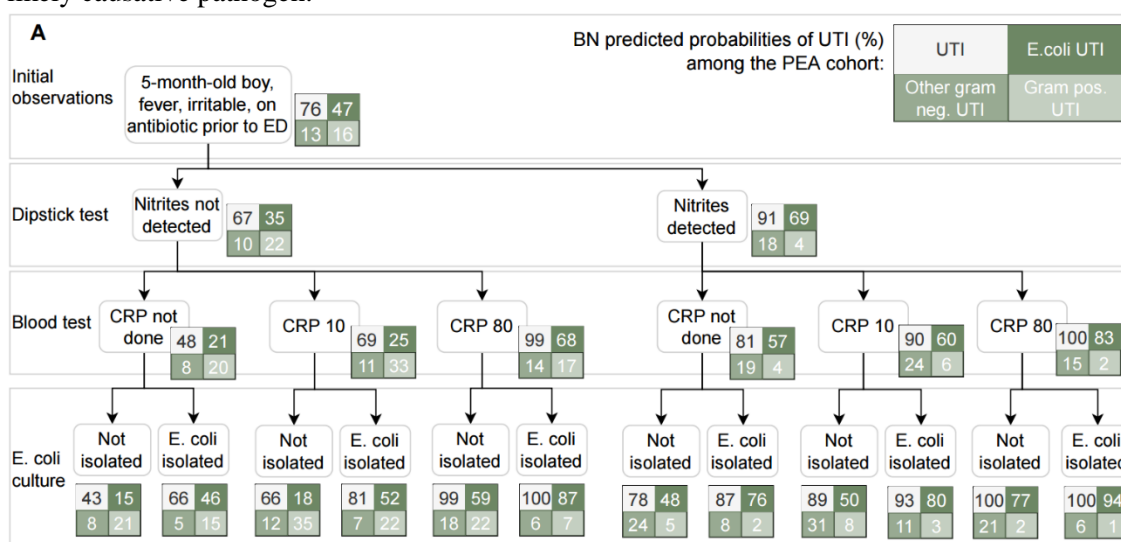 likely causative pathogen.
A
BN predicted probabilities of UTI (%)
among the PEA cohort:
UTI
E.coli UTI
Other gram
neg. UTI
Gram pos.
UTI
Initial
observations
5-month-old boy,
fever, irritable, on
antibiotic prior to ED
76 47
13 16
Dipstick test
Nitrites not
detected
67 35
10 22
Nitrites
detected
91 69
18 4
Blood test
CRP not
done
48 21
8 20
CRP 10
69 25
11 33
CRP 80
99 68
14 17
CRP not
done
81 57
19 4
CRP 10
90 60
24 6
CRP 80
100 83
15 2
E. coli
culture
Not
isolated
43 15
8 21
E. coli
isolated
66 46
5 15
Not
isolated
66 18
12 35
E. coli
isolated
81 52
7 22
Not
isolated
99 59
18 22
E. coli
isolated
100 87
6 7
Not
isolated
78 48
24 5
E. coli
isolated
87 76
8 2
Not
isolated
89 50
31 8
E. coli
isolated
93 80
11 3
Not
isolated
100 77
21 2
E. coli
isolated
100 94
6 1